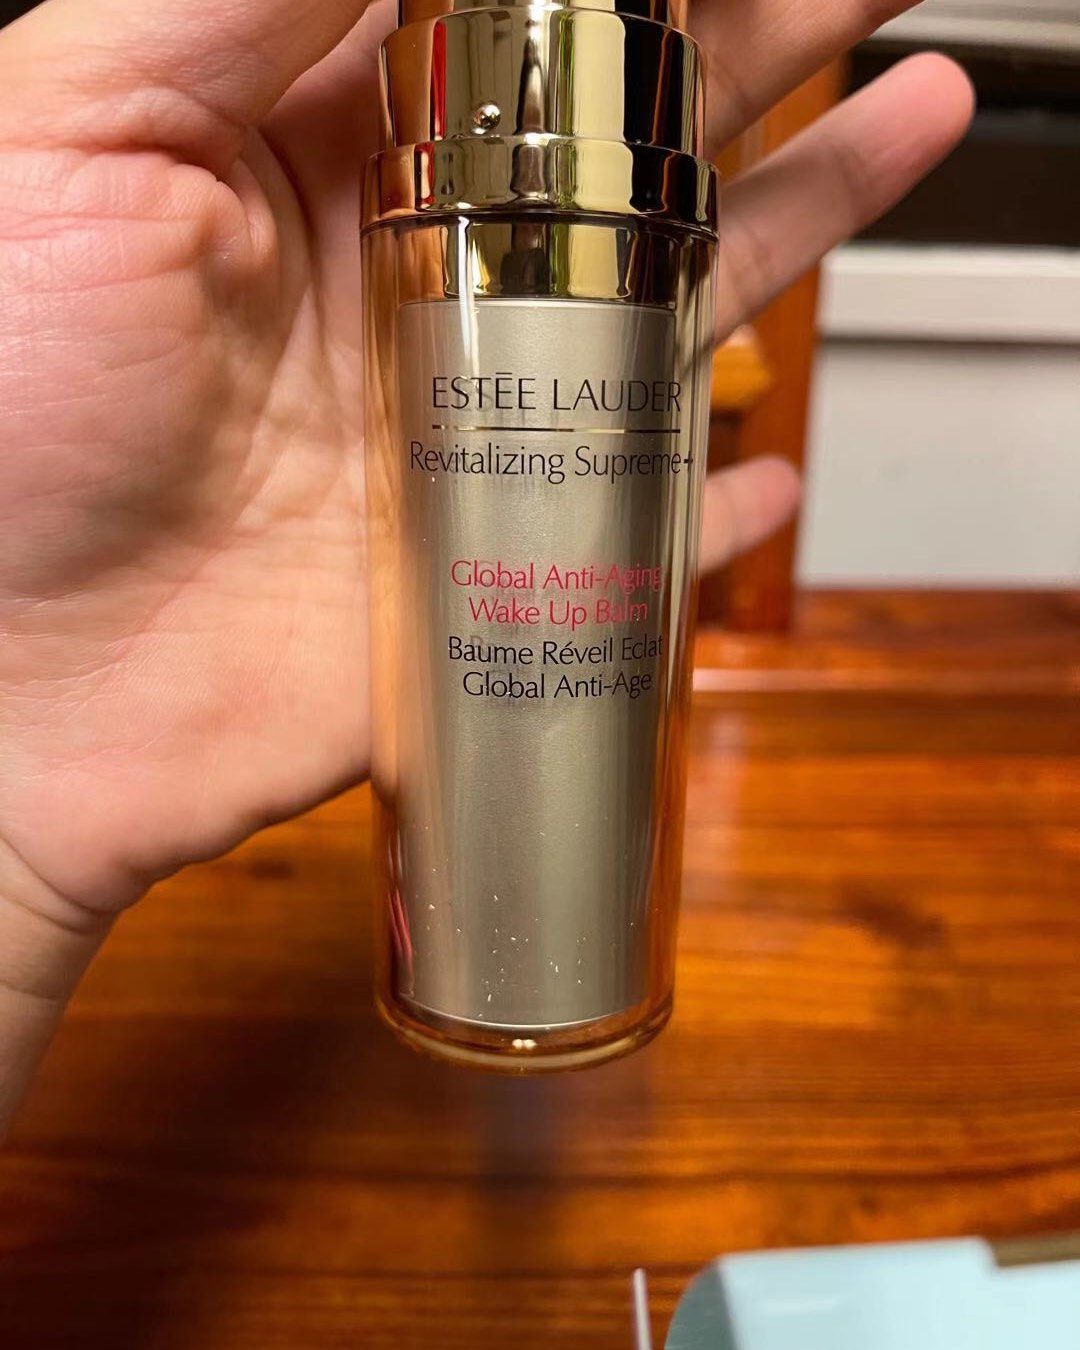 ESTĒE LAUDER
Revitalizing Supreme+
Global Anti-Aging
Wake Up Balm
Baume Réveil Eclat
Global Anti-Age